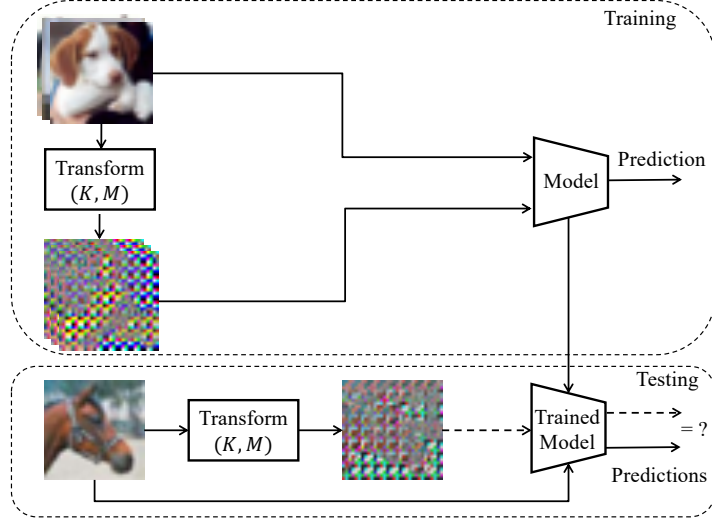 Training
Transform
(K, M)
Model
Prediction
Testing
Transform
(K, M)
Trained
Model
= ?
Predictions